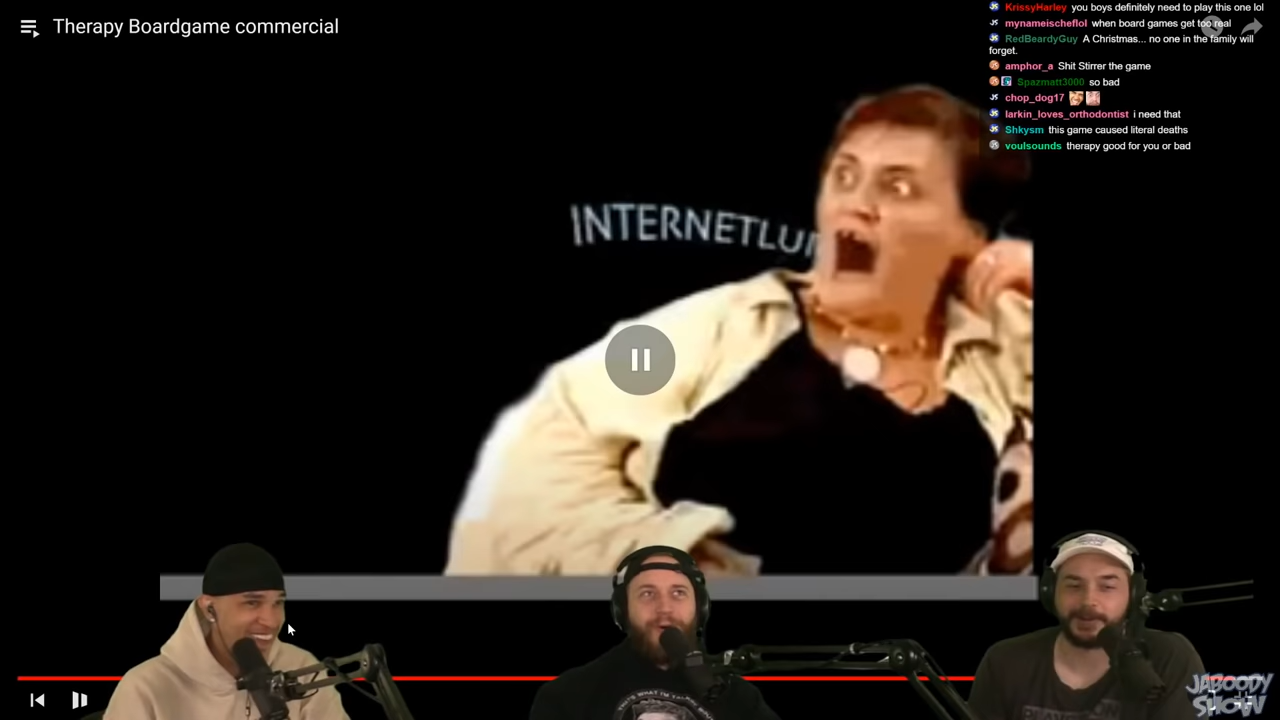 Therapy Boardgame commercial
KrissyHarley you boys definitely need to play this one lol
mynameischeflol when board games get too real
RedBeardyGuy A Christmas... no one in the family will
forget.
amphor_a Shit Stirrer the game
Spazmatt3000 so bad
chop_dog17
larkin_loves_orthodontist i need that
Shkysm this game caused literal deaths
voulsounds therapy good for you or bad
INTERNETLU
JABOODY
SHOW